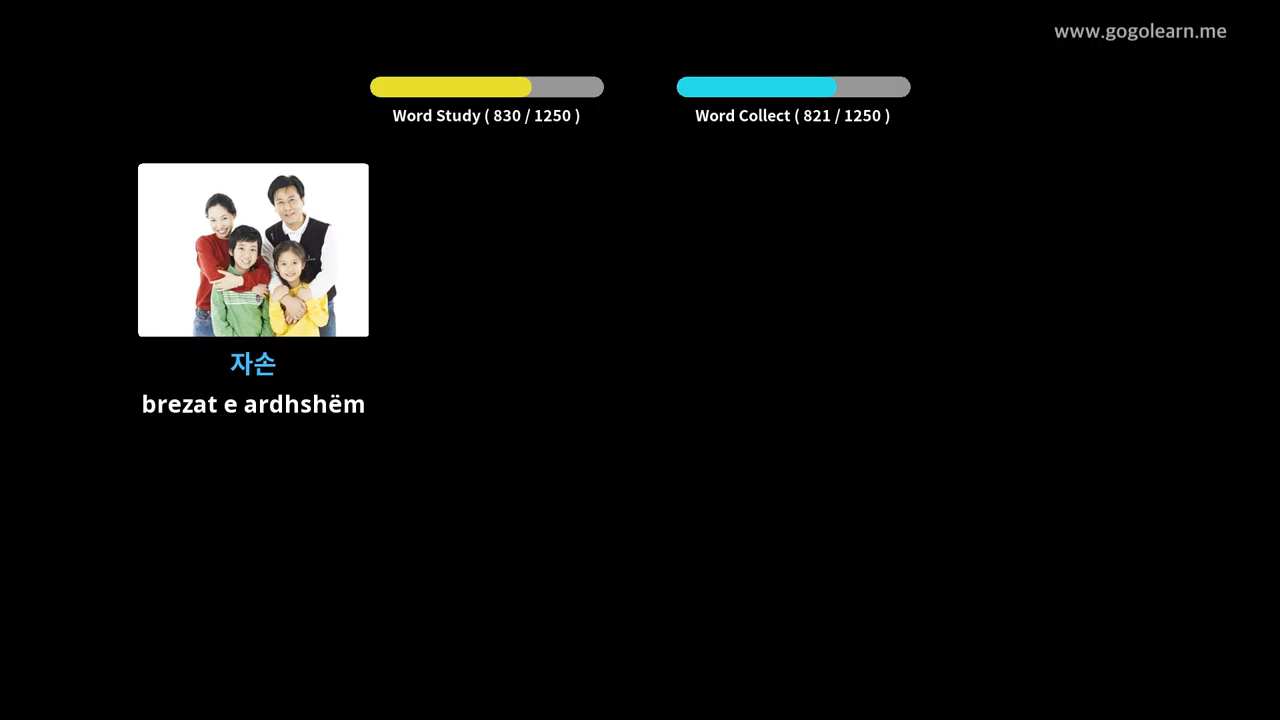 www.gogolearn.me
Word Study ( 830 / 1250 )
Word Collect ( 821 / 1250 )
자손
brezat e ardhshëm